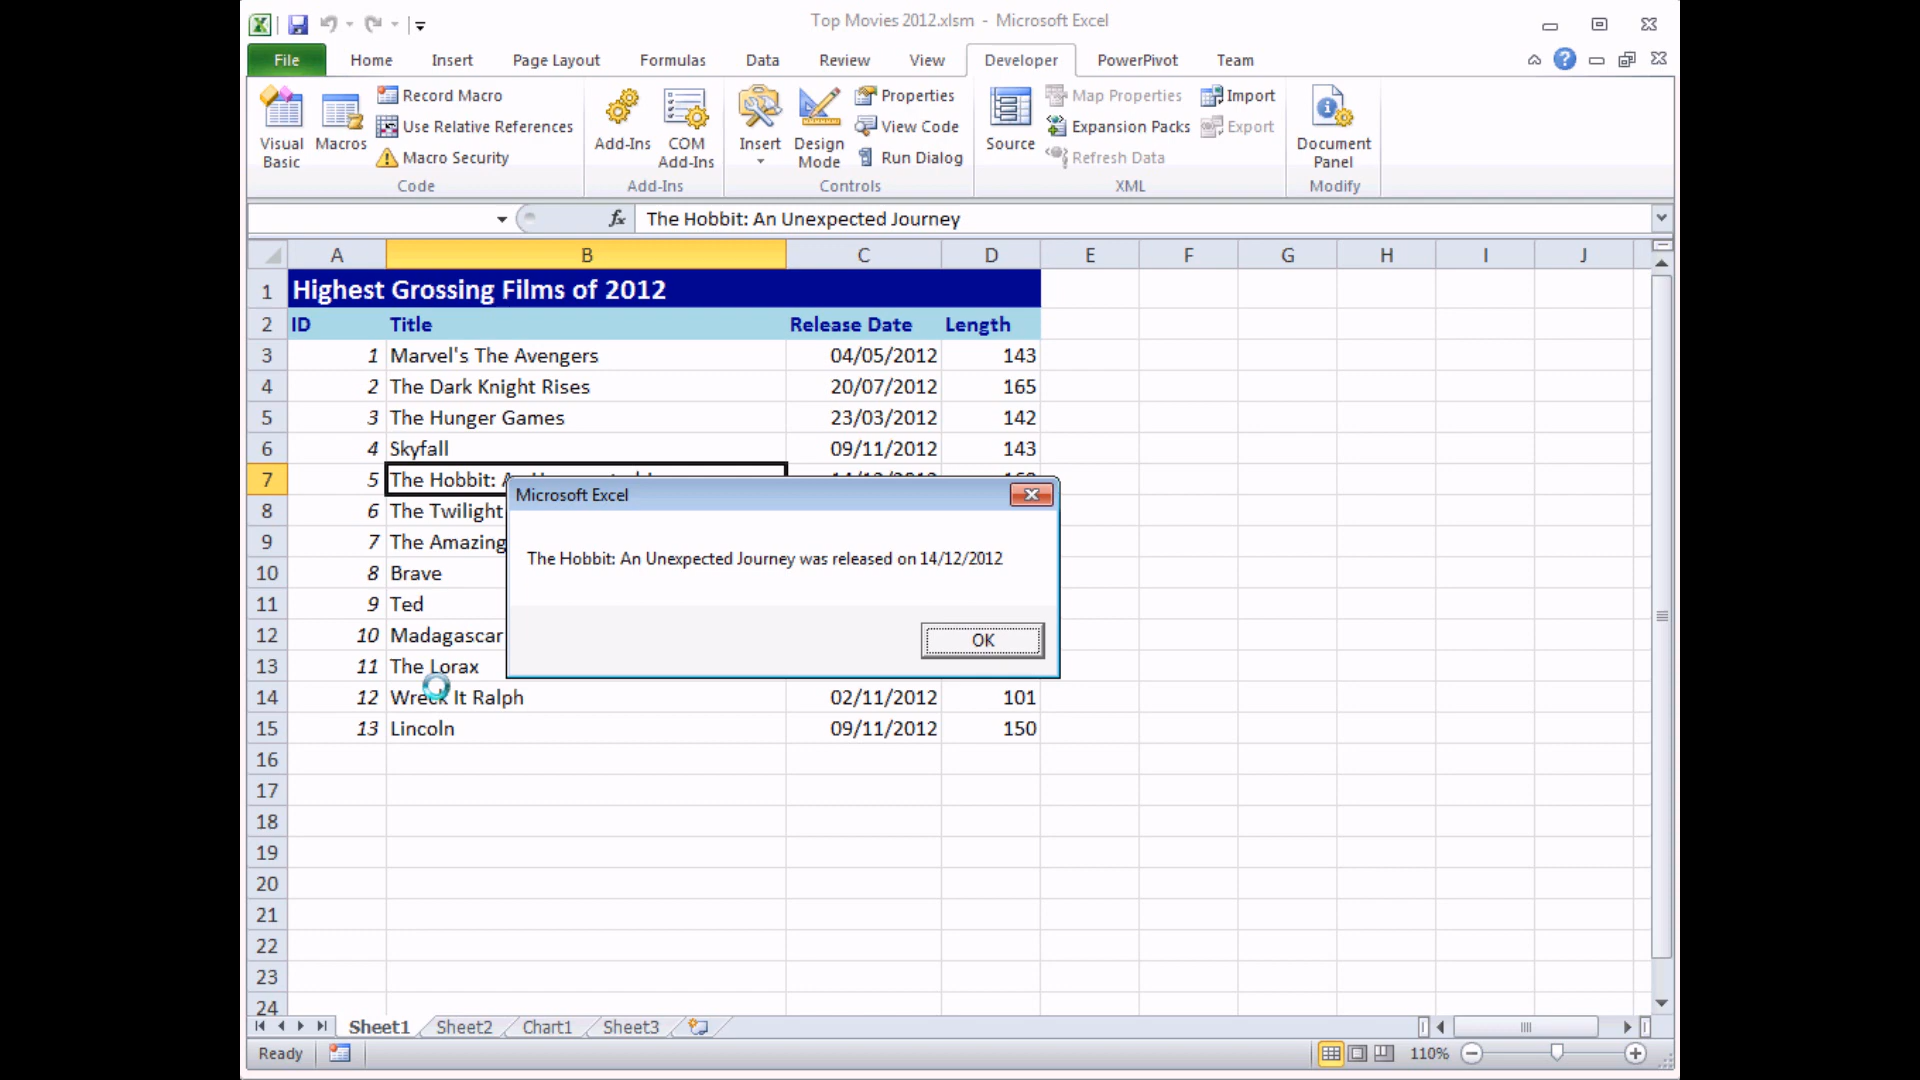 Top Movies 2012.xlsm - Microsoft Excel
File Home Insert Page Layout Formulas Data Review View Developer PowerPivot Team
Visual Basic
Macros
Record Macro
Use Relative References
Macro Security
Code
Add-Ins
COM Add-Ins
Add-Ins
Insert
Design Mode
Properties
View Code
Run Dialog
Controls
Source
Map Properties
Expansion Packs
Refresh Data
Import
Export
XML
Document Panel
Modify
fx The Hobbit: An Unexpected Journey
A B C D E F G H I J
1 Highest Grossing Films of 2012
2 ID Title Release Date Length
3 1 Marvel's The Avengers 04/05/2012 143
4 2 The Dark Knight Rises 20/07/2012 165
5 3 The Hunger Games 23/03/2012 142
6 4 Skyfall 09/11/2012 143
7 5 The Hobbit:
8 6 The Twilight
9 7 The Amazing
10 8 Brave
11 9 Ted
12 10 Madagascar
13 11 The Lorax
14 12 Wreck It Ralph 02/11/2012 101
15 13 Lincoln 09/11/2012 150
16
17
18
19
20
21
22
23
24
Microsoft Excel
The Hobbit: An Unexpected Journey was released on 14/12/2012
OK
Sheet1 Sheet2 Chart1 Sheet3
Ready 110%